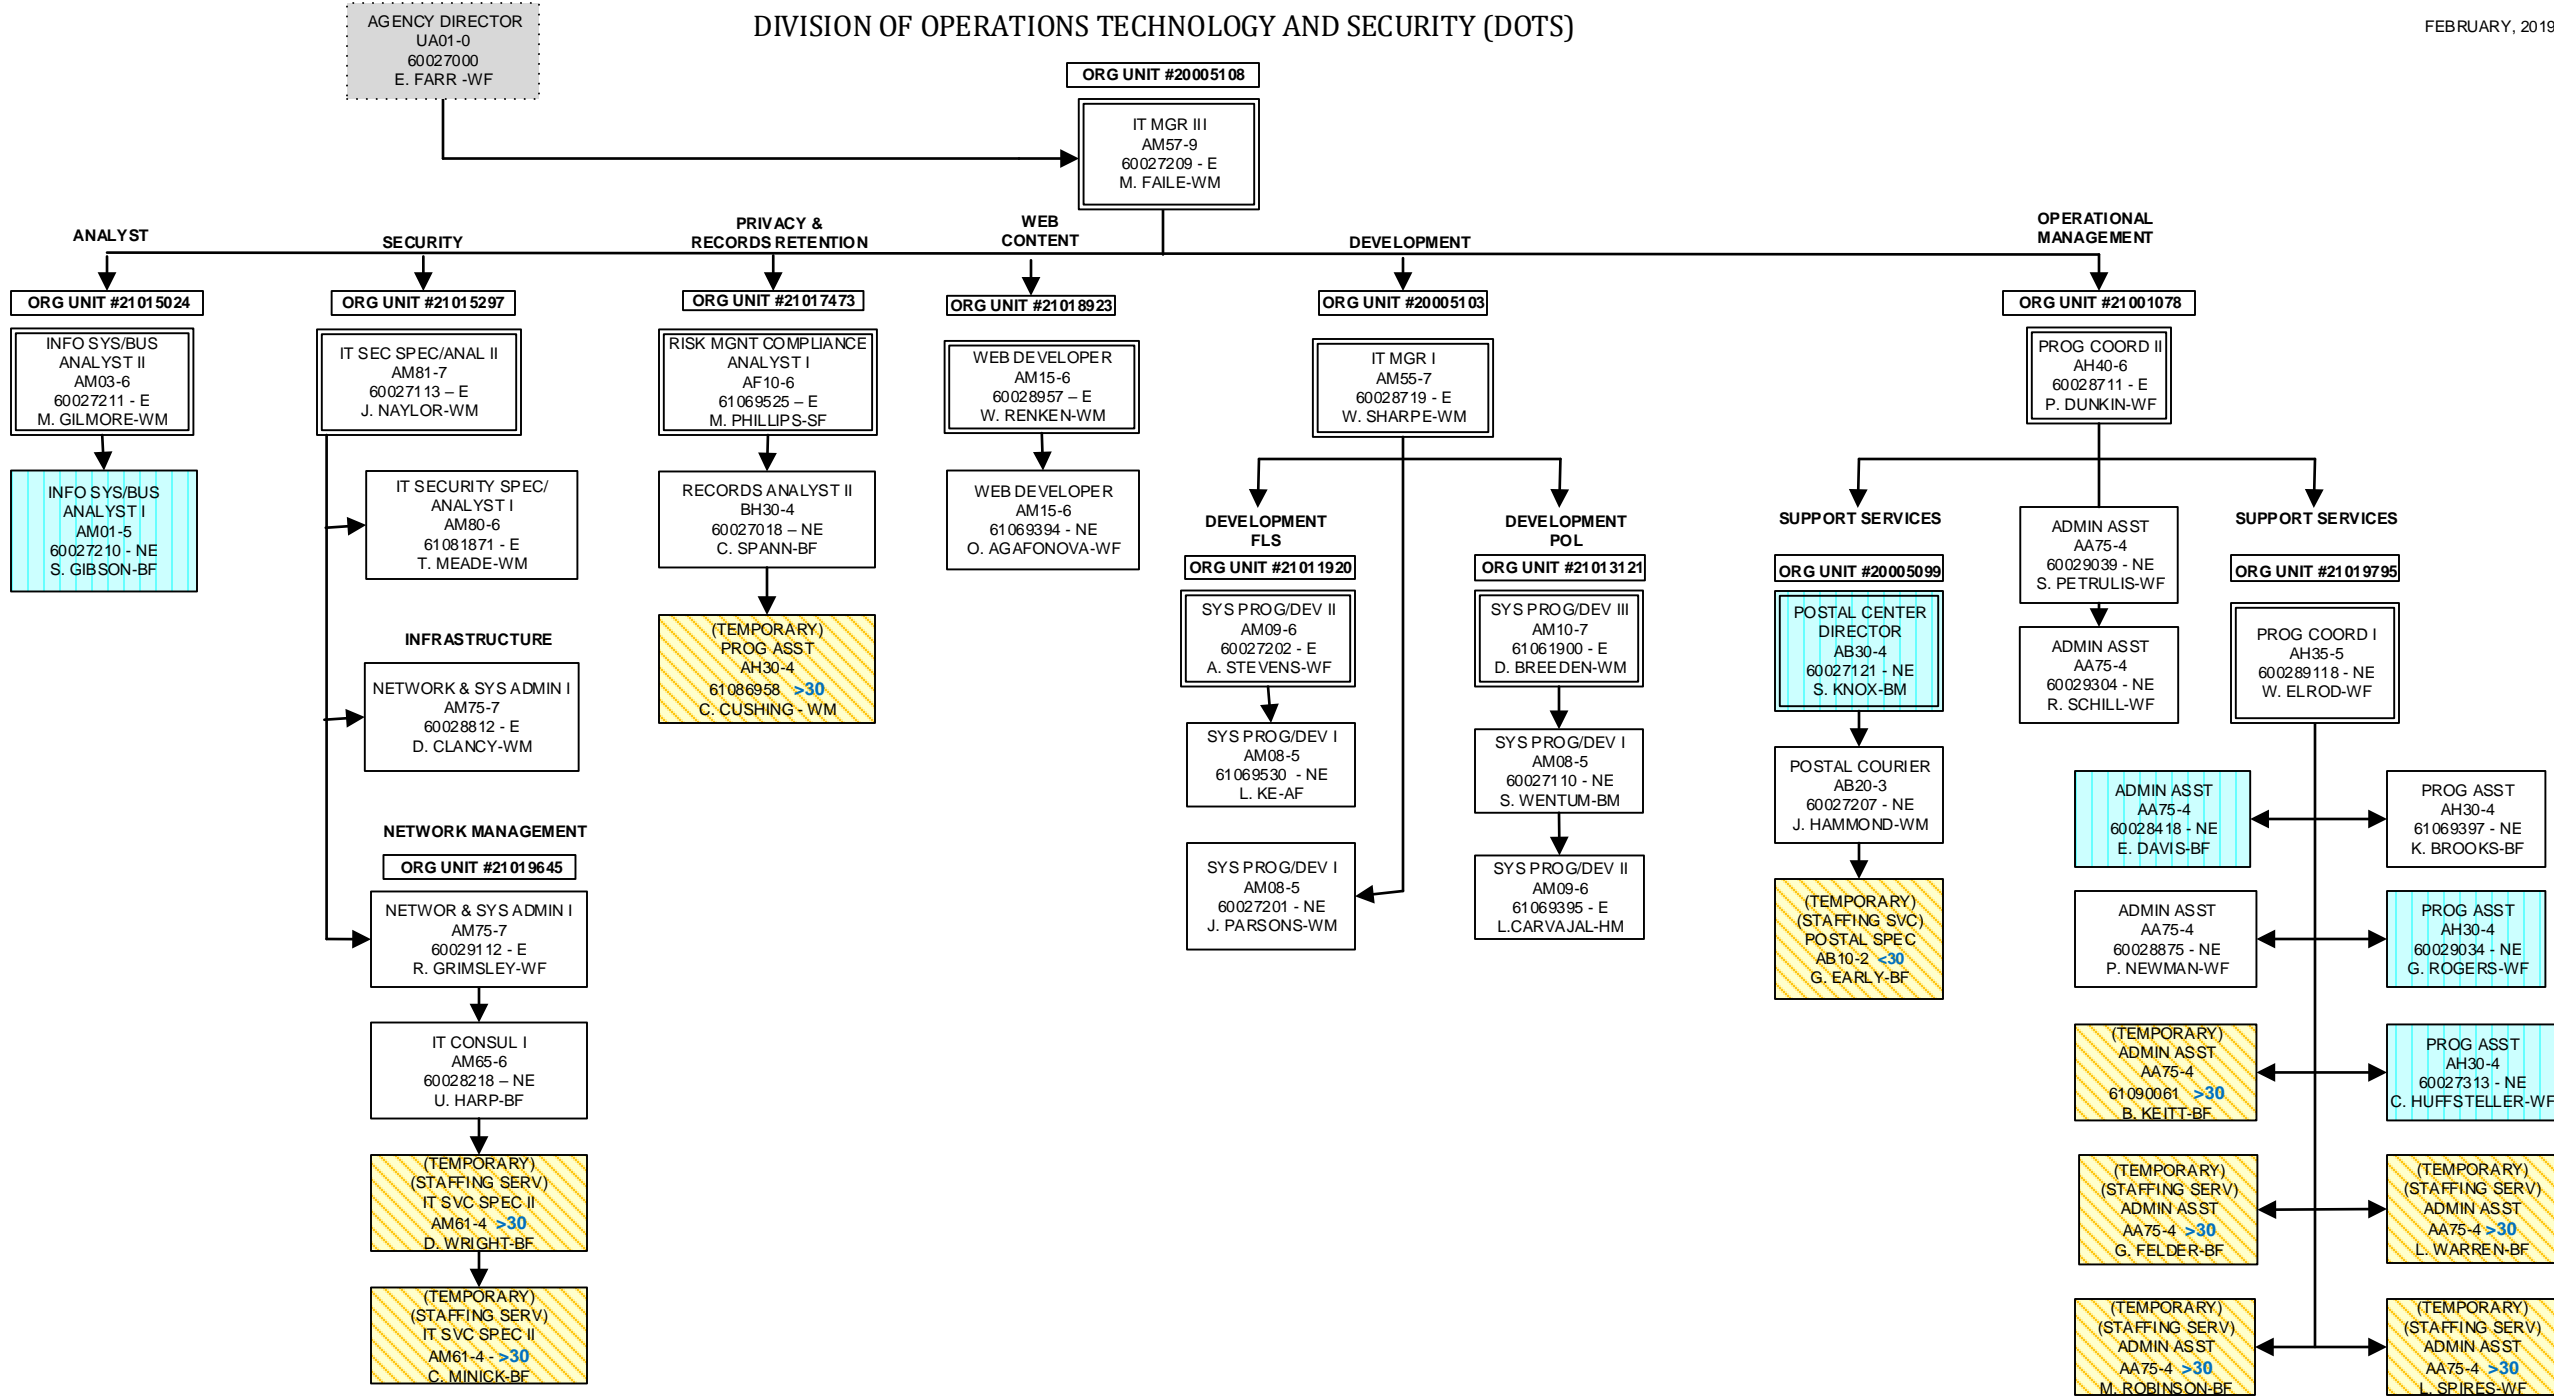 AGENCY DIRECTOR
UA01-0
60027000
E. FARR -WF
DIVISION OF OPERATIONS TECHNOLOGY AND SECURITY (DOTS)
FEBRUARY, 2019
ORG UNIT #20005108
IT MGR III
AM57-9
60027209 - E
M. FAILE-WM
ANALYST
ORG UNIT #21015024
INFO SYS/BUS
ANALYST II
AM03-6
60027211 - E
M. GILMORE-WM
INFO SYS/BUS
ANALYST I
AM01-5
60027210 - NE
S. GIBSON-BF
SECURITY
ORG UNIT #21015297
IT SEC SPEC/ANAL II
AM81-7
60027113 – E
J. NAYLOR-WM
IT SECURITY SPEC/
ANALYST I
AM80-6
61081871 - E
T. MEADE-WM
INFRASTRUCTURE
NETWORK & SYS ADMIN I
AM75-7
60028812 - E
D. CLANCY-WM
NETWORK MANAGEMENT
ORG UNIT #21019645
NETWOR & SYS ADMIN I
AM75-7
60029112 - E
R. GRIMSLEY-WF
IT CONSUL I
AM65-6
60028218 – NE
U. HARP-BF
(TEMPORARY)
(STAFFING SERV)
IT SVC SPEC II
AM61-4 >30
D. WRIGHT-BF
(TEMPORARY)
(STAFFING SERV)
IT SVC SPEC II
AM61-4 - >30
C. MINICK-BF
PRIVACY &
RECORDS RETENTION
ORG UNIT #21017473
RISK MGNT COMPLIANCE
ANALYST I
AF10-6
61069525 – E
M. PHILLIPS-SF
RECORDS ANALYST II
BH30-4
60027018 – NE
C. SPANN-BF
(TEMPORARY)
PROG ASST
AH30-4
61086958 >30
C. CUSHING - WM
WEB
CONTENT
ORG UNIT #21018923
WEB DEVELOPER
AM15-6
60028957 – E
W. RENKEN-WM
WEB DEVELOPER
AM15-6
61069394 - NE
O. AGAFONOVA-WF
DEVELOPMENT
ORG UNIT #20005103
IT MGR I
AM55-7
60028719 - E
W. SHARPE-WM
DEVELOPMENT
FLS
ORG UNIT #21011920
SYS PROG/DEV II
AM09-6
60027202 - E
A. STEVENS-WF
SYS PROG/DEV I
AM08-5
61069530 - NE
L. KE-AF
SYS PROG/DEV I
AM08-5
60027201 - NE
J. PARSONS-WM
DEVELOPMENT
POL
ORG UNIT #21013121
SYS PROG/DEV III
AM10-7
61061900 - E
D. BREEDEN-WM
SYS PROG/DEV I
AM08-5
60027110 - NE
S. WENTUM-BM
SYS PROG/DEV II
AM09-6
61069395 - E
L.CARVAJAL-HM
OPERATIONAL
MANAGEMENT
ORG UNIT #21001078
PROG COORD II
AH40-6
60028711 - E
P. DUNKIN-WF
SUPPORT SERVICES
ORG UNIT #20005099
POSTAL CENTER
DIRECTOR
AB30-4
60027121 - NE
S. KNOX-BM
POSTAL COURIER
AB20-3
60027207 - NE
J. HAMMOND-WM
(TEMPORARY)
(STAFFING SVC)
POSTAL SPEC
AB10-2 <30
G. EARLY-BF
ADMIN ASST
AA75-4
60029039 - NE
S. PETRULIS-WF
ADMIN ASST
AA75-4
60029304 - NE
R. SCHILL-WF
SUPPORT SERVICES
ORG UNIT #21019795
PROG COORD I
AH35-5
600289118 - NE
W. ELROD-WF
ADMIN ASST
AA75-4
60028418 - NE
E. DAVIS-BF
PROG ASST
AH30-4
61069397 - NE
K. BROOKS-BF
ADMIN ASST
AA75-4
60028875 - NE
P. NEWMAN-WF
PROG ASST
AH30-4
60029034 - NE
G. ROGERS-WF
(TEMPORARY)
ADMIN ASST
AA75-4
61090061 >30
B. KEITT-BF
PROG ASST
AH30-4
60027313 - NE
C. HUFFSTELLER-WF
(TEMPORARY)
(STAFFING SERV)
ADMIN ASST
AA75-4 >30
G. FELDER-BF
(TEMPORARY)
(STAFFING SERV)
ADMIN ASST
AA75-4 >30
L. WARREN-BF
(TEMPORARY)
(STAFFING SERV)
ADMIN ASST
AA75-4 >30
M. ROBINSON-BF
(TEMPORARY)
(STAFFING SERV)
ADMIN ASST
AA75-4 >30
L. SPIRES-WF